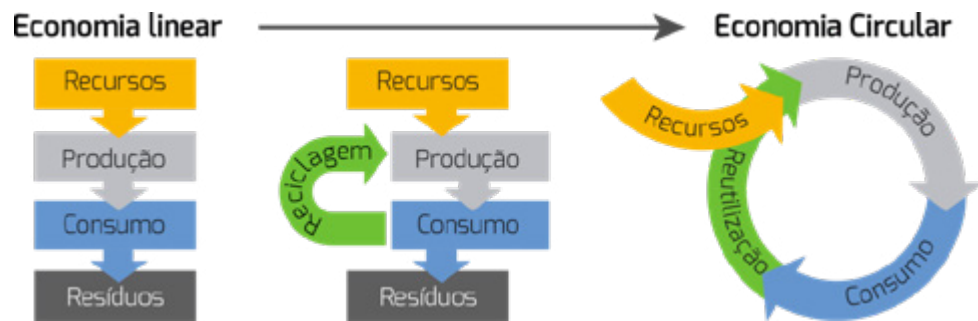 Economia linear
Economia Circular
Recursos
Produção
Consumo
Resíduos
Recursos
Reciclagem
Produção
Consumo
Resíduos
Recursos
Produção
Consumo
Reutilização